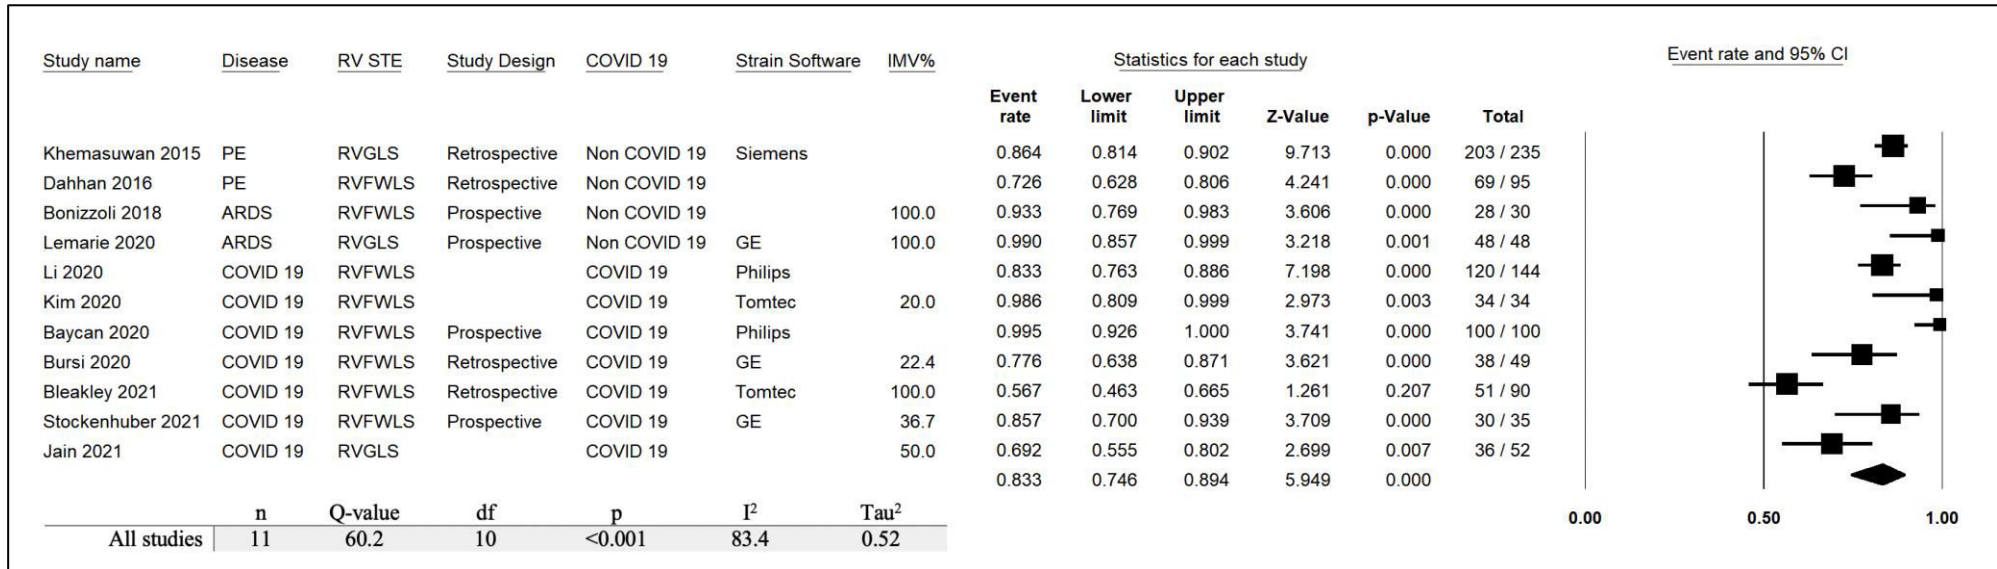 Study name Disease RV STE Study Design COVID 19 Strain Software IMV% Statistics for each study Event rate and 95% CI
Event rate Lower limit Upper limit Z-Value p-Value Total
Khemasuwan 2015 PE RVGLS Retrospective Non COVID 19 Siemens 0.864 0.814 0.902 9.713 0.000 203 / 235
Dahhan 2016 PE RVFWLS Retrospective Non COVID 19 0.726 0.628 0.806 4.241 0.000 69 / 95
Bonizzoli 2018 ARDS RVFWLS Prospective Non COVID 19 100.0 0.933 0.769 0.983 3.606 0.000 28 / 30
Lemarie 2020 ARDS RVGLS Prospective Non COVID 19 GE 100.0 0.990 0.857 0.999 3.218 0.001 48 / 48
Li 2020 COVID 19 RVFWLS COVID 19 Philips 0.833 0.763 0.886 7.198 0.000 120 / 144
Kim 2020 COVID 19 RVFWLS COVID 19 Tomtec 20.0 0.986 0.809 0.999 2.973 0.003 34 / 34
Baycan 2020 COVID 19 RVFWLS Prospective COVID 19 Philips 0.995 0.926 1.000 3.741 0.000 100 / 100
Bursi 2020 COVID 19 RVFWLS Retrospective COVID 19 GE 22.4 0.776 0.638 0.871 3.621 0.000 38 / 49
Bleakley 2021 COVID 19 RVFWLS Retrospective COVID 19 Tomtec 100.0 0.567 0.463 0.665 1.261 0.207 51 / 90
Stockenhuber 2021 COVID 19 RVFWLS Prospective COVID 19 GE 36.7 0.857 0.700 0.939 3.709 0.000 30 / 35
Jain 2021 COVID 19 RVGLS COVID 19 50.0 0.692 0.555 0.802 2.699 0.007 36 / 52
0.833 0.746 0.894 5.949 0.000
0.00 0.50 1.00
n Q-value df p I² Tau²
All studies 11 60.2 10 <0.001 83.4 0.52